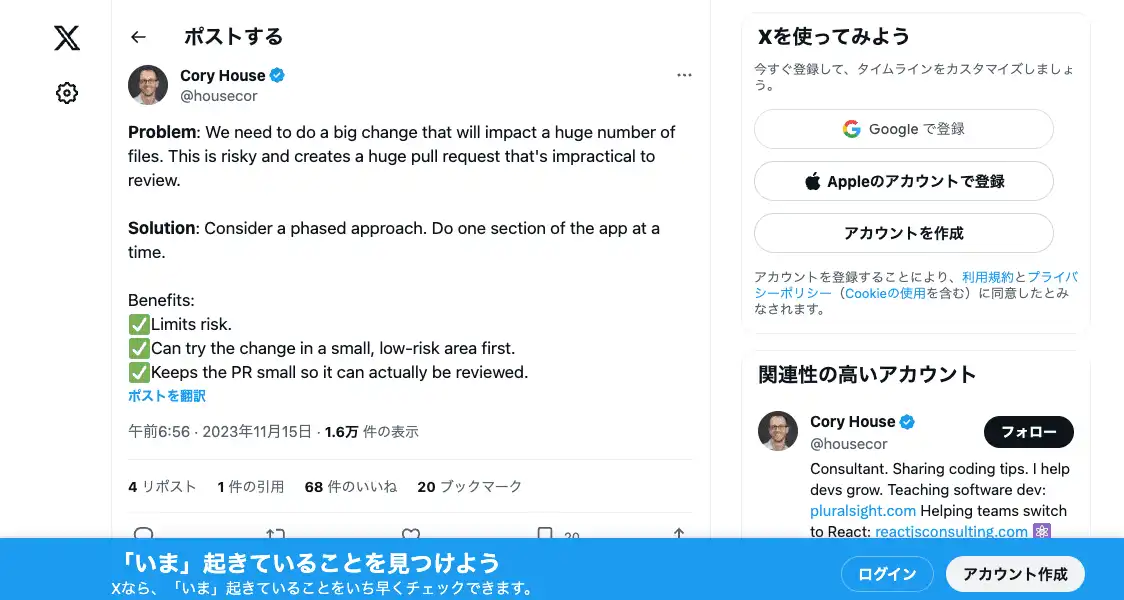 ポストする
Cory House
@housecor
Problem: We need to do a big change that will impact a huge number of
files. This is risky and creates a huge pull request that's impractical to
review.
Solution: Consider a phased approach. Do one section of the app at a
time.
Benefits:
✅Limits risk.
✅Can try the change in a small, low-risk area first.
✅Keeps the PR small so it can actually be reviewed.
ポストを翻訳
午前6:56 · 2023年11月15日 · 1.6万 件の表示
4 リポスト 1 件の引用 68 件のいいね 20 ブックマーク
20
Xを使ってみよう
今すぐ登録して、タイムラインをカスタマイズしましょ
う。
Google で登録
Appleのアカウントで登録
アカウントを作成
アカウントを登録することにより、利用規約とプライバ
シーポリシー（Cookieの使用を含む）に同意したとみ
なされます。
関連性の高いアカウント
Cory House
@housecor
フォロー
Consultant. Sharing coding tips. I help
devs grow. Teaching software dev:
pluralsight.com Helping teams switch
to React: reactjsconsulting.com ⚛
「いま」起きていることを見つけよう
Xなら、「いま」起きていることをいち早くチェックできます。
ログイン
アカウント作成